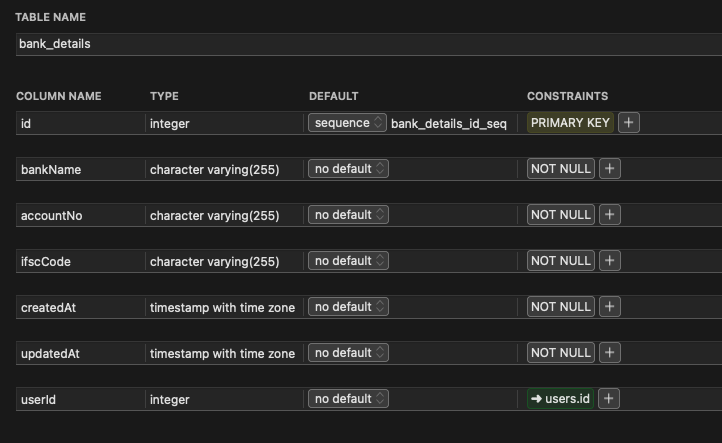 TABLE NAME
bank_details
COLUMN NAME TYPE DEFAULT CONSTRAINTS
id integer sequence bank_details_id_seq PRIMARY KEY +
bankName character varying(255) no default NOT NULL +
accountNo character varying(255) no default NOT NULL +
ifscCode character varying(255) no default NOT NULL +
createdAt timestamp with time zone no default NOT NULL +
updatedAt timestamp with time zone no default NOT NULL +
userId integer no default ➜ users.id +